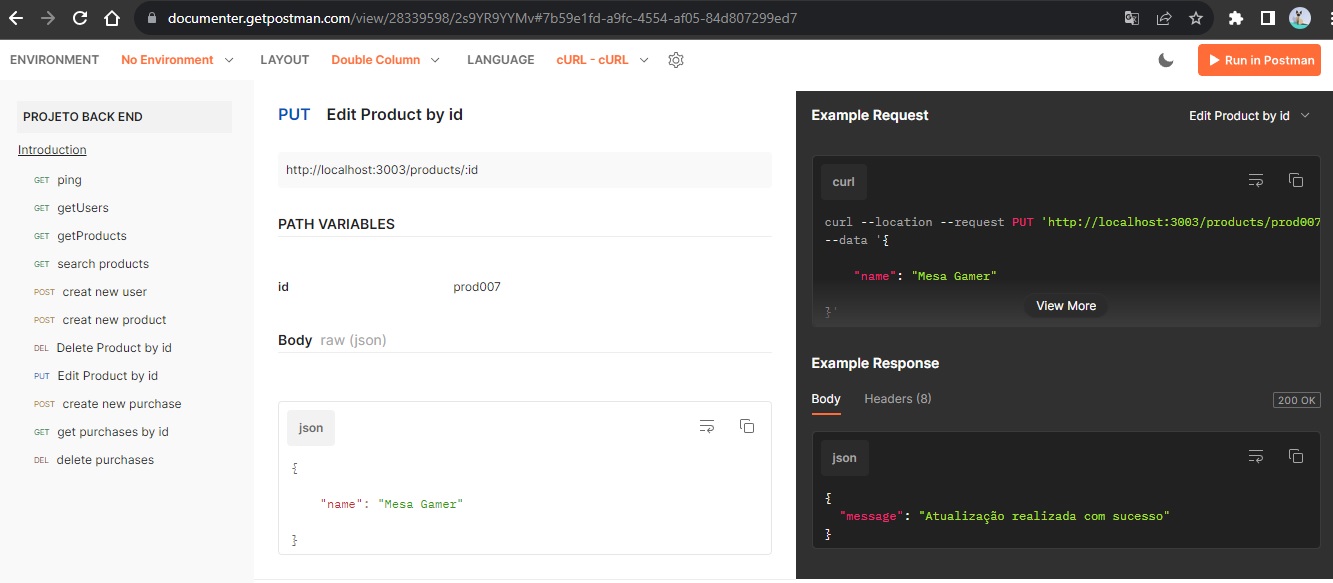 documenter.getpostman.com/view/28339598/2s9YR9YYMv#7b59e1fd-a9fc-4554-af05-84d807299ed7
ENVIRONMENT No Environment LAYOUT Double Column LANGUAGE cURL - cURL Run in Postman
PROJETO BACK END
Introduction
GET ping
GET getUsers
GET getProducts
GET search products
POST creat new user
POST creat new product
DEL Delete Product by id
PUT Edit Product by id
POST create new purchase
GET get purchases by id
DEL delete purchases
PUT Edit Product by id
http://localhost:3003/products/:id
PATH VARIABLES
id prod007
Body raw (json)
json
{
"name": "Mesa Gamer"
}
Example Request Edit Product by id
curl
curl --location --request PUT 'http://localhost:3003/products/prod007
--data '{
"name": "Mesa Gamer"
}'
View More
Example Response
Body Headers (8) 200 OK
json
{
"message": "Atualização realizada com sucesso"
}